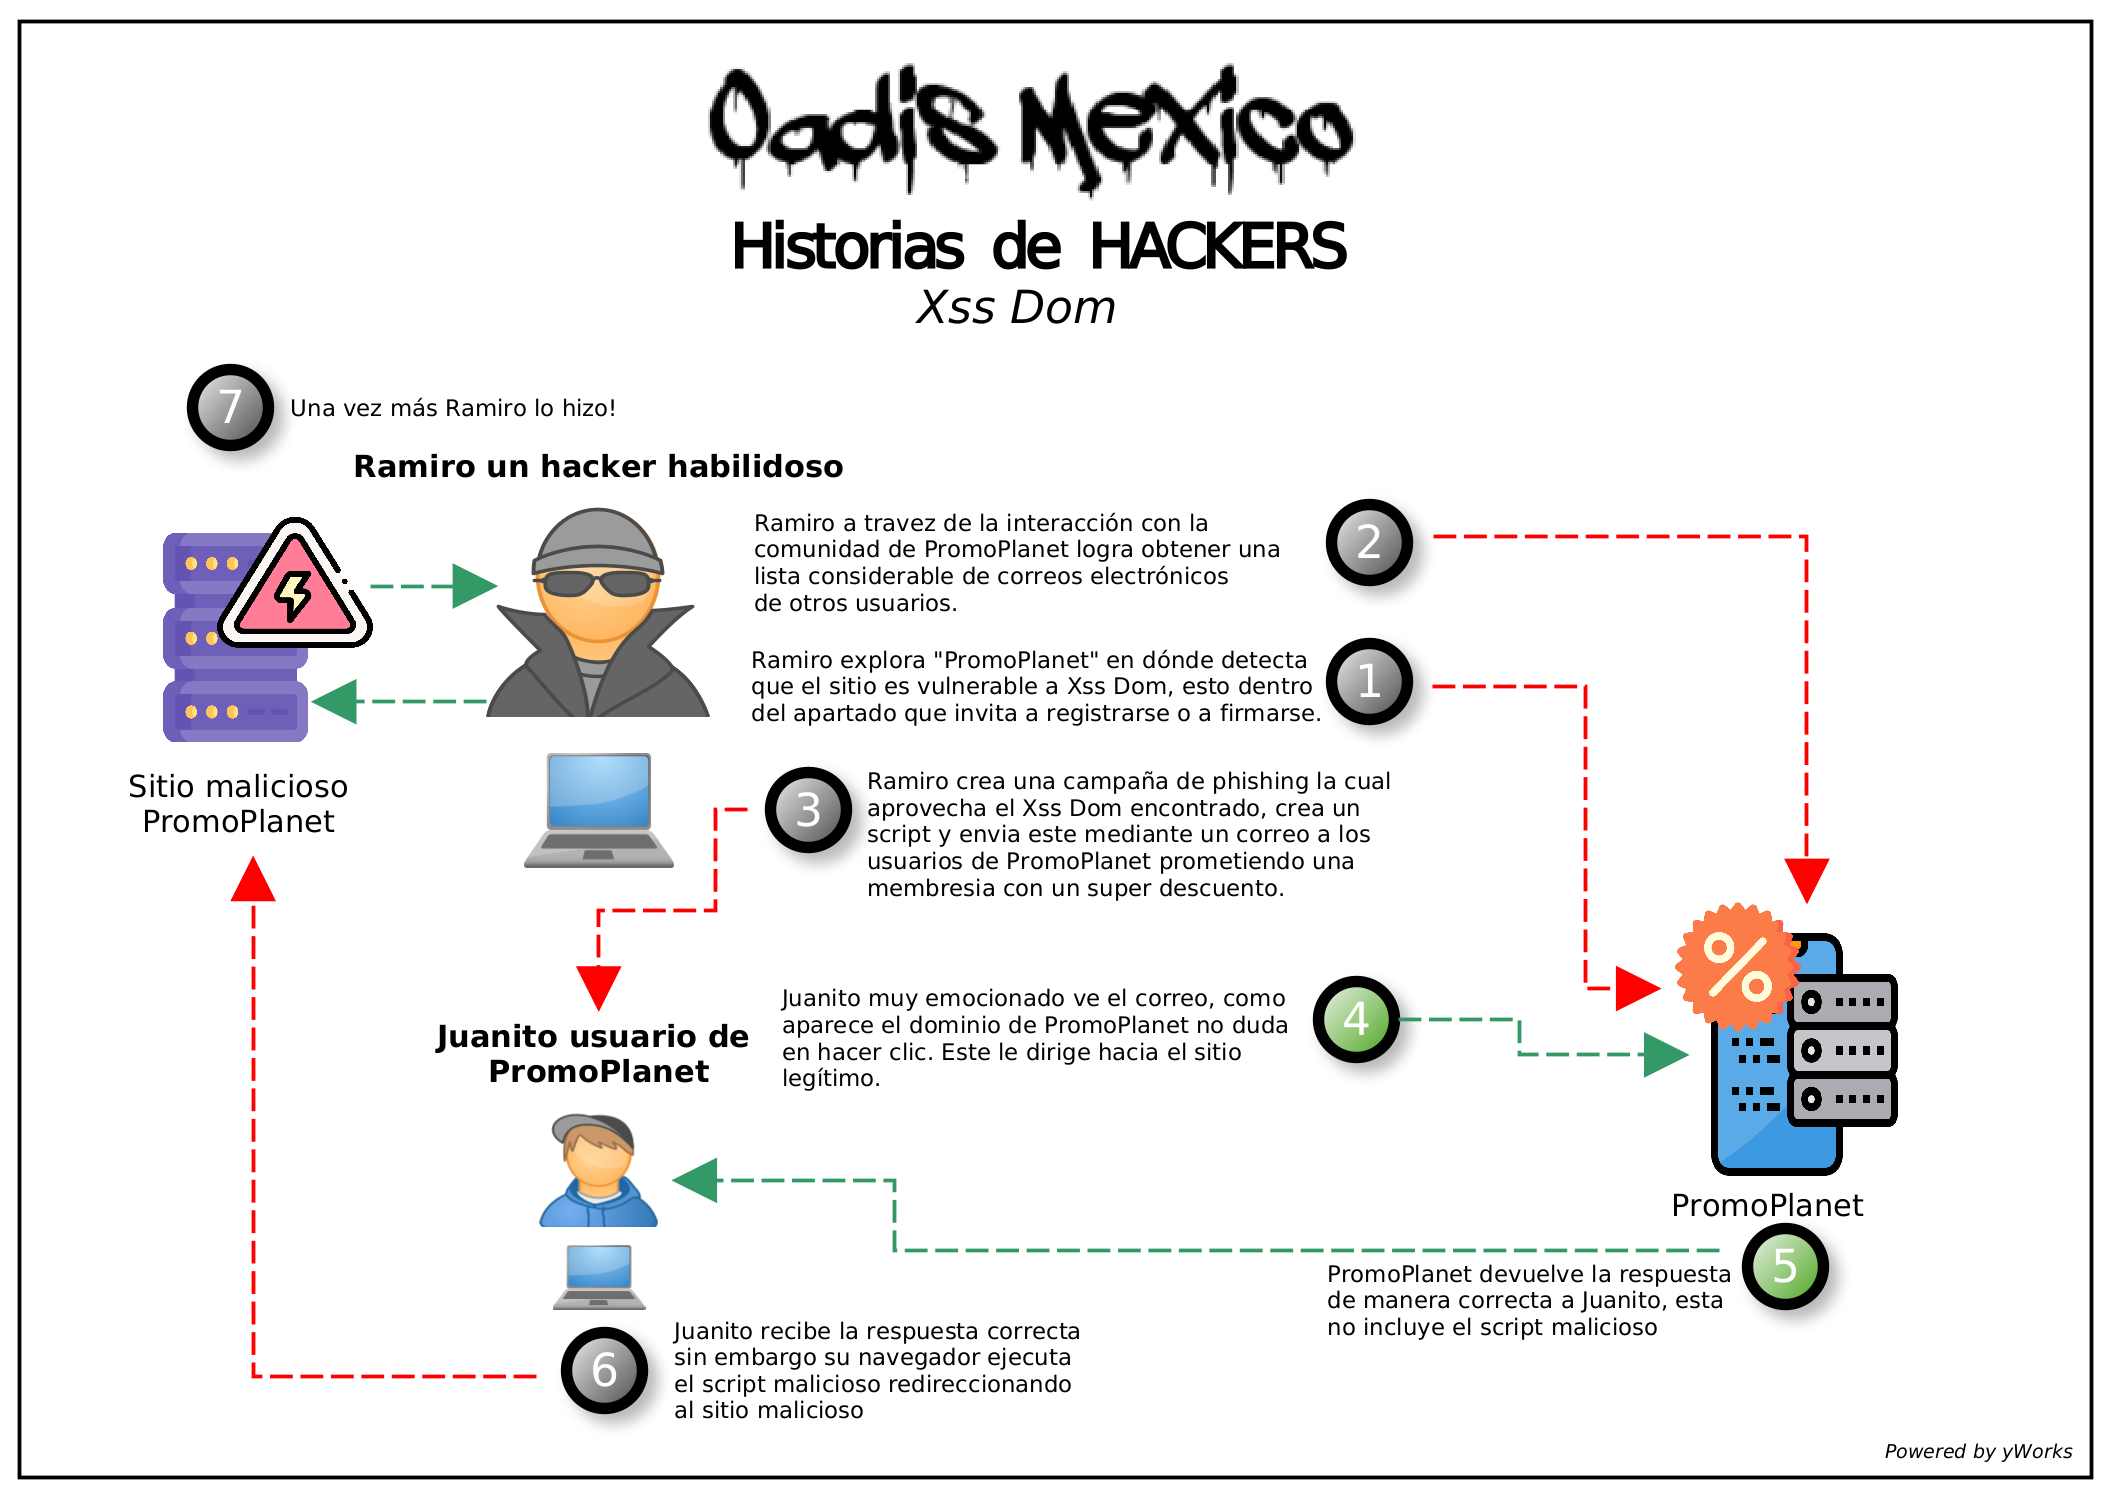 Oadis Mexico
Historias de HACKERS
Xss Dom
7
Una vez más Ramiro lo hizo!
Ramiro un hacker habilidoso
Ramiro a travez de la interacción con la
comunidad de PromoPlanet logra obtener una
lista considerable de correos electrónicos
de otros usuarios.
2
Ramiro explora "PromoPlanet" en dónde detecta
que el sitio es vulnerable a Xss Dom, esto dentro
del apartado que invita a registrarse o a firmarse.
1
Sitio malicioso
PromoPlanet
3
Ramiro crea una campaña de phishing la cual
aprovecha el Xss Dom encontrado, crea un
script y envia este mediante un correo a los
usuarios de PromoPlanet prometiendo una
membresia con un super descuento.
Juanito usuario de
PromoPlanet
Juanito muy emocionado ve el correo, como
aparece el dominio de PromoPlanet no duda
en hacer clic. Este le dirige hacia el sitio
legítimo.
4
%
PromoPlanet
5
PromoPlanet devuelve la respuesta
de manera correcta a Juanito, esta
no incluye el script malicioso
6
Juanito recibe la respuesta correcta
sin embargo su navegador ejecuta
el script malicioso redireccionando
al sitio malicioso
Powered by yWorks